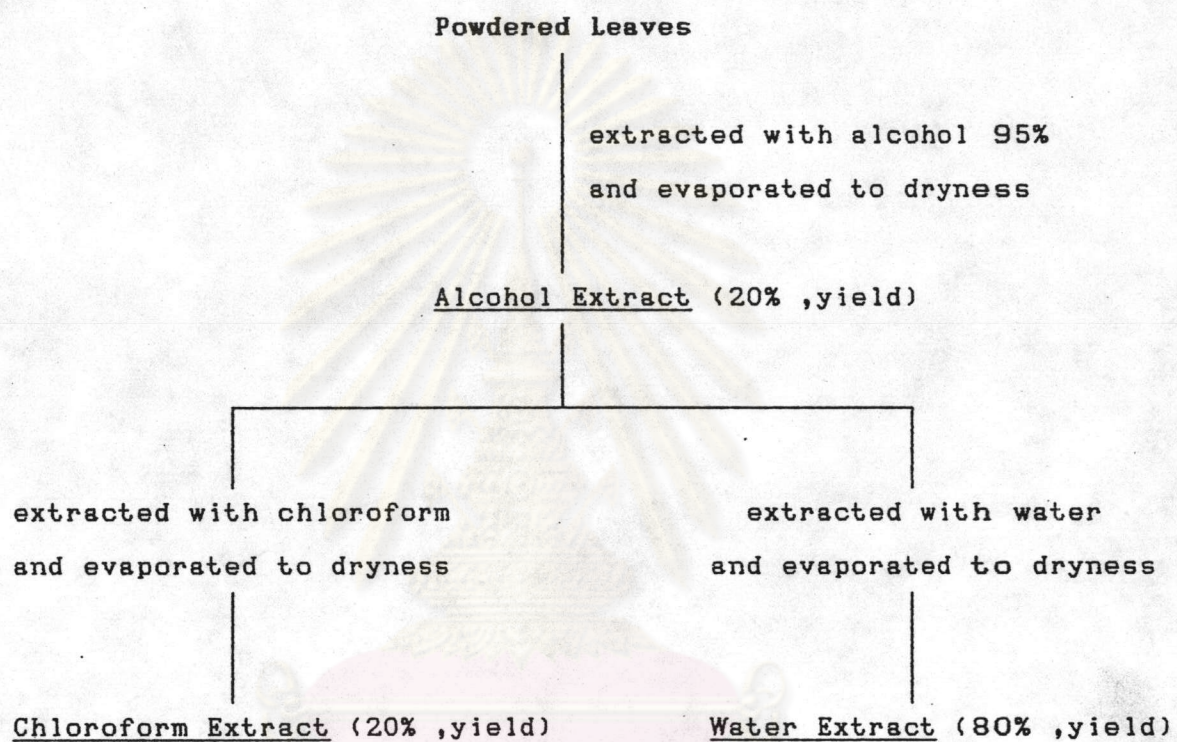 Powdered Leaves
extracted with alcohol 95%
and evaporated to dryness
Alcohol Extract (20% ,yield)
extracted with chloroform
and evaporated to dryness
Chloroform Extract (20% ,yield)
extracted with water
and evaporated to dryness
Water Extract (80% ,yield)